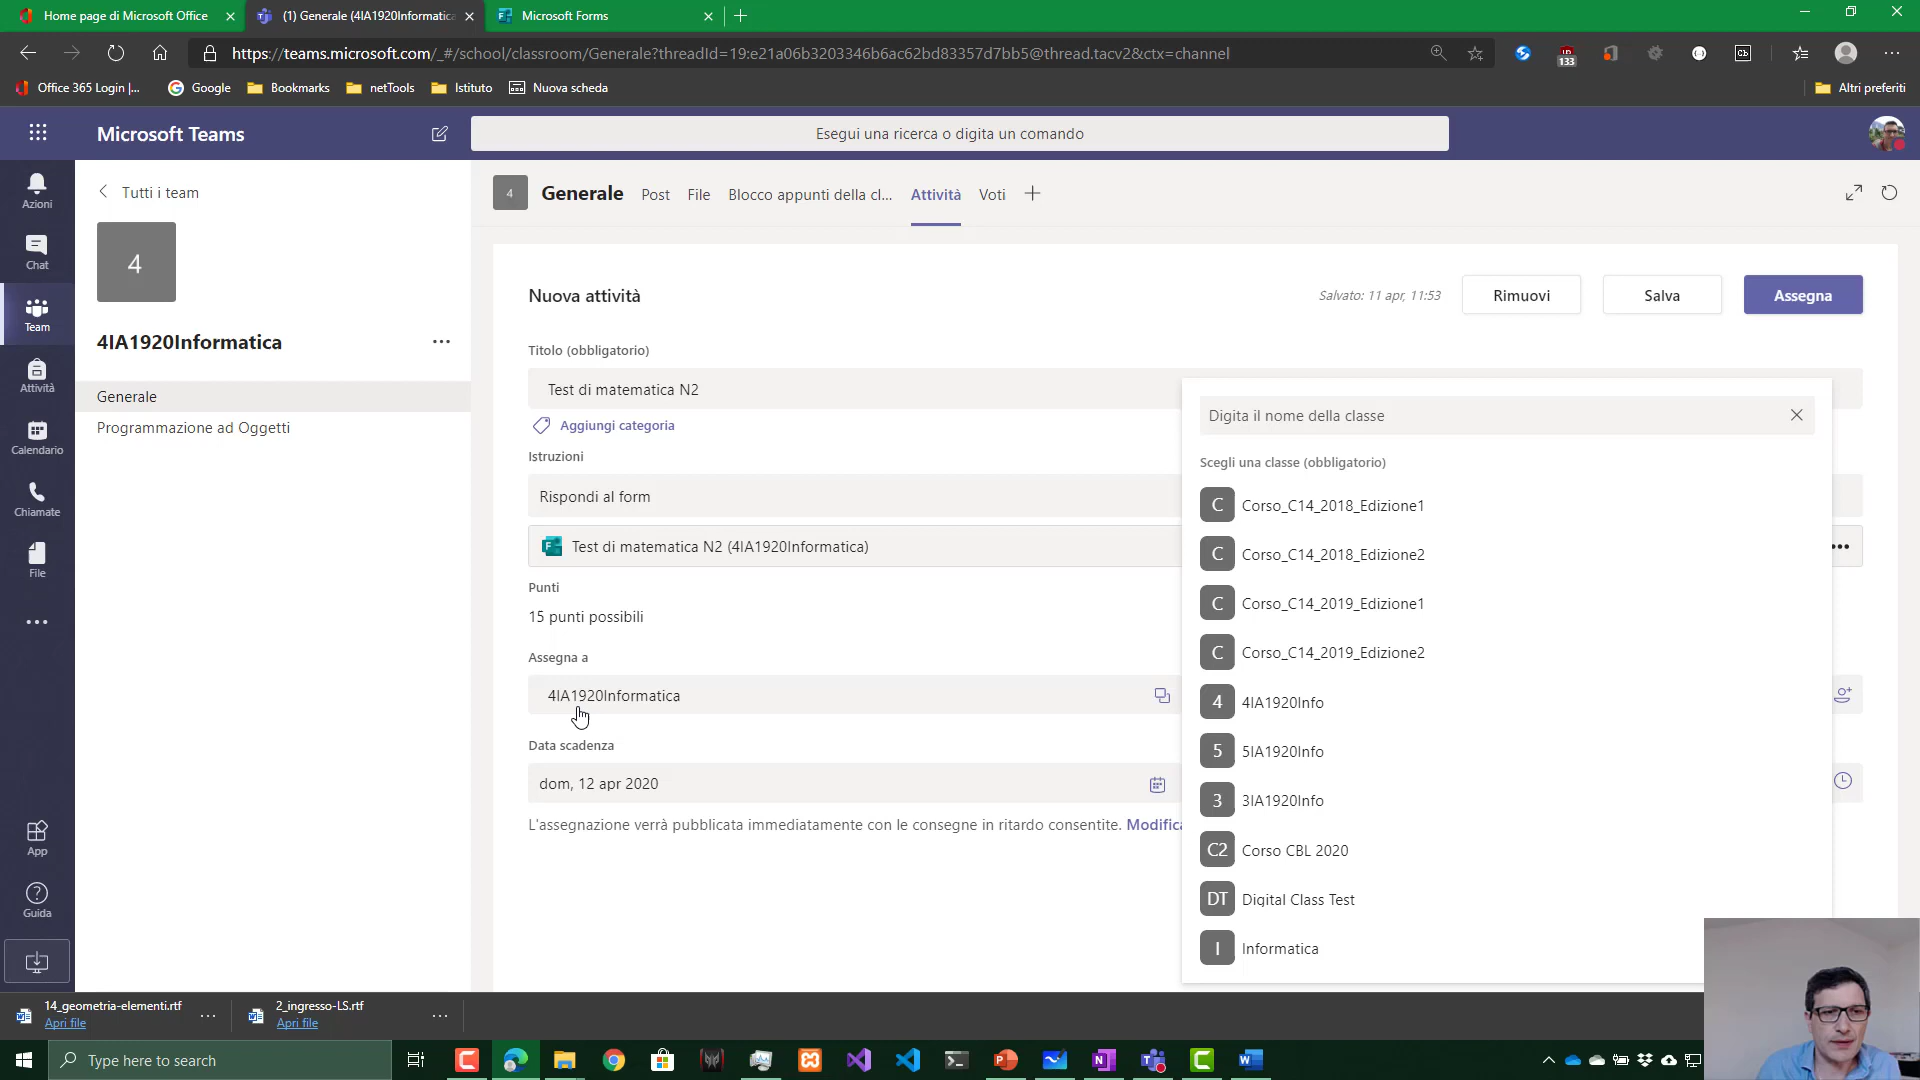 Home page di Microsoft Office
(1) Generale (4IA1920Informatica
Microsoft Forms
https://teams.microsoft.com/_#/school/classroom/Generale?threadId=19:e21a06b3203346b6ac62bd83357d7bb5@thread.tacv2&ctx=channel
133
Office 365 Login |...
Google
Bookmarks
netTools
Istituto
Nuova scheda
Altri preferiti
Microsoft Teams
Esegui una ricerca o digita un comando
Azioni
Chat
Team
Attività
Calendario
Chiamate
File
App
Guida
Tutti i team
4
4IA1920Informatica
Generale
Programmazione ad Oggetti
4
Generale
Post
File
Blocco appunti della cl...
Attività
Voti
Nuova attività
Salvato: 11 apr, 11:53
Rimuovi
Salva
Assegna
Titolo (obbligatorio)
Test di matematica N2
Aggiungi categoria
Istruzioni
Rispondi al form
Test di matematica N2 (4IA1920Informatica)
Punti
15 punti possibili
Assegna a
4IA1920Informatica
Data scadenza
dom, 12 apr 2020
L'assegnazione verrà pubblicata immediatamente con le consegne in ritardo consentite. Modifica
Digita il nome della classe
Scegli una classe (obbligatorio)
C Corso_C14_2018_Edizione1
C Corso_C14_2018_Edizione2
C Corso_C14_2019_Edizione1
C Corso_C14_2019_Edizione2
4 4IA1920Info
5 5IA1920Info
3 3IA1920Info
C2 Corso CBL 2020
DT Digital Class Test
I Informatica
14_geometria-elementi.rtf
Apri file
2_ingresso-LS.rtf
Apri file
Type here to search